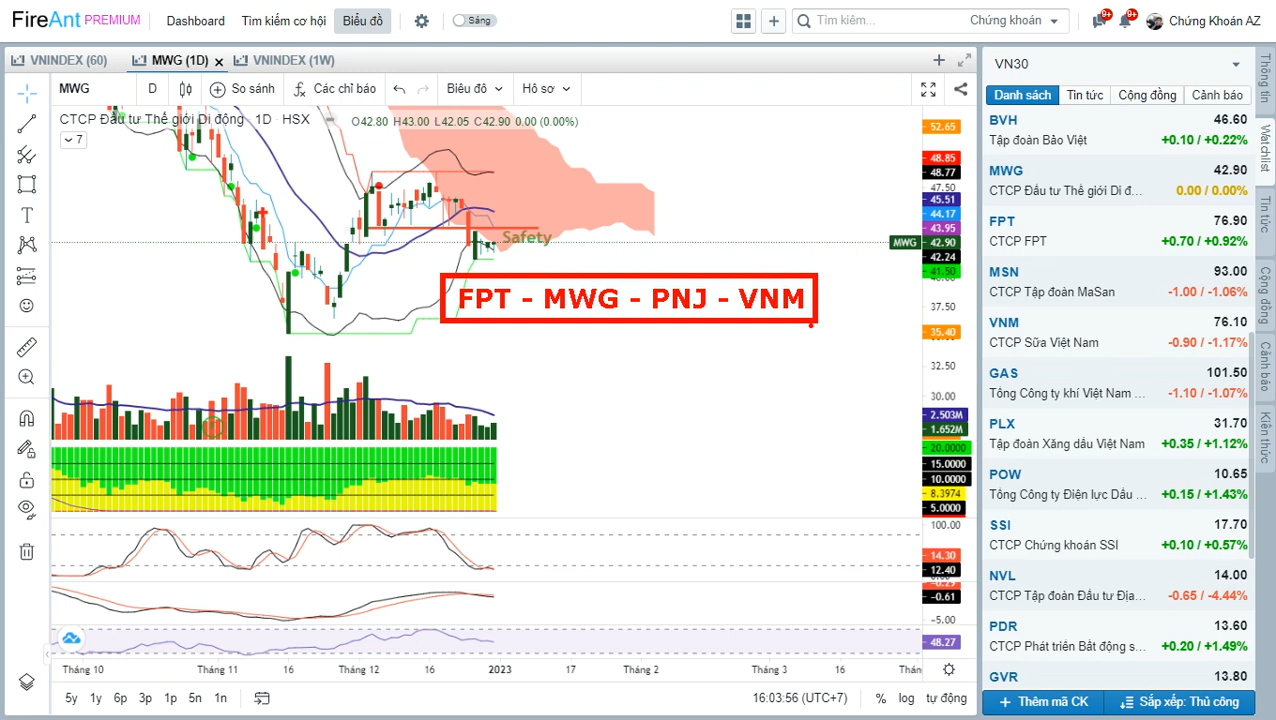 FireAnt PREMIUM Dashboard Tìm kiếm cơ hội Biểu đồ Sáng Tìm kiếm... Chứng khoán 9+ 9+ Chứng Khoán AZ
VNINDEX (60) MWG (1D) × VNINDEX (1W)
MWG D So sánh Các chỉ báo Biểu đồ Hồ sơ
CTCP Đầu tư Thế giới Di động 1D HSX O42.80 H43.00 L42.05 C42.90 0.00 (0.00%)
7
52.65
48.85
48.77
47.50
45.51
44.17
43.95
MWG 42.90
42.24
41.50
37.50
35.40
32.50
30.00
2.503M
1.652M
20.0000
15.0000
10.0000
8.3974
5.0000
100.00
14.30
12.40
-0.61
-5.00
48.27
Safety
FPT - MWG - PNJ - VNM
Tháng 10 Tháng 11 16 Tháng 12 16 2023 17 Tháng 2 Tháng 3 16 Thán
5y 1y 6p 3p 1p 5n 1n 16:03:56 (UTC+7) % log tự động
VN30
Danh sách Tin tức Cộng đồng Cảnh báo
BVH 46.60
Tập đoàn Bảo Việt +0.10 / +0.22%
MWG 42.90
CTCP Đầu tư Thế giới Di đ... 0.00 / 0.00%
FPT 76.90
CTCP FPT +0.70 / +0.92%
MSN 93.00
CTCP Tập đoàn MaSan -1.00 / -1.06%
VNM 76.10
CTCP Sữa Việt Nam -0.90 / -1.17%
GAS 101.50
Tổng Công ty khí Việt Nam ... -1.10 / -1.07%
PLX 31.70
Tập đoàn Xăng dầu Việt Nam +0.35 / +1.12%
POW 10.65
Tổng Công ty Điện lực Dầu ... +0.15 / +1.43%
SSI 17.70
CTCP Chứng khoán SSI +0.10 / +0.57%
NVL 14.00
CTCP Tập đoàn Đầu tư Địa... -0.65 / -4.44%
PDR 13.60
CTCP Phát triển Bất động s... +0.20 / +1.49%
GVR 13.80
Thêm mã CK Sắp xếp: Thủ công
Thông tin
Watchlist
Tin tức
Cộng đồng
Cảnh báo
Kiến thức